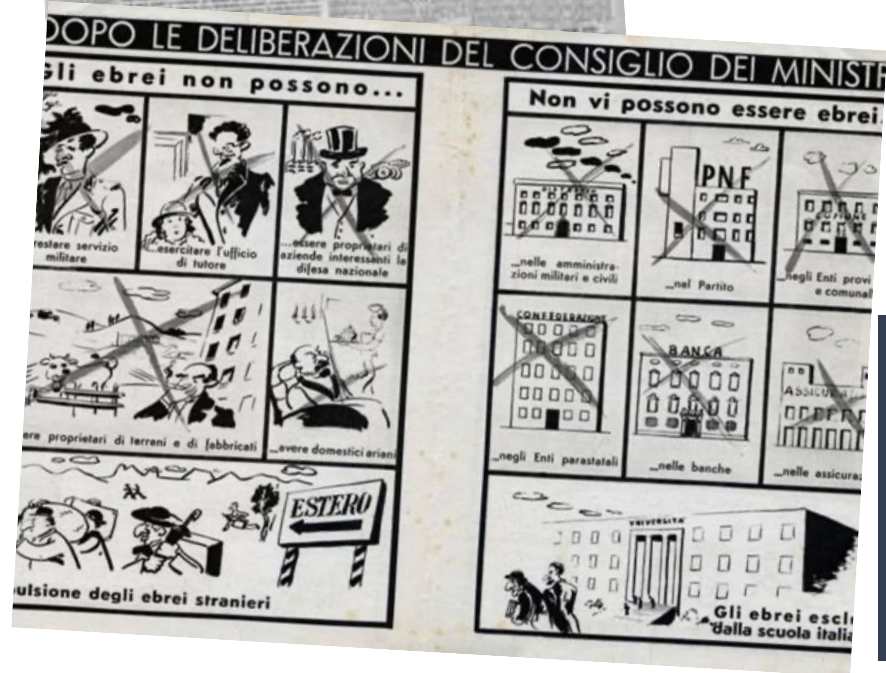 DOPO LE DELIBERAZIONI DEL CONSIGLIO DEI MINISTR
Gli ebrei non possono...
restare servizio
militare
...esercitare l'ufficio
di tutore
...essere proprietari di
aziende interessanti la
difesa nazionale
ere proprietari di terreni e di fabbricati
...avere domestici ariani
ESTERO
pulsione degli ebrei stranieri
Non vi possono essere ebrei.
...nelle amministra-
zioni militari e civili
PNF
...nel Partito
...negli Enti provi
e comunal
CONFEDERAZIONE
...negli Enti parastatali
BANCA
...nelle banche
ASSICURA
...nelle assicuraz
UNIVERSITA
Gli ebrei escl
dalla scuola italia